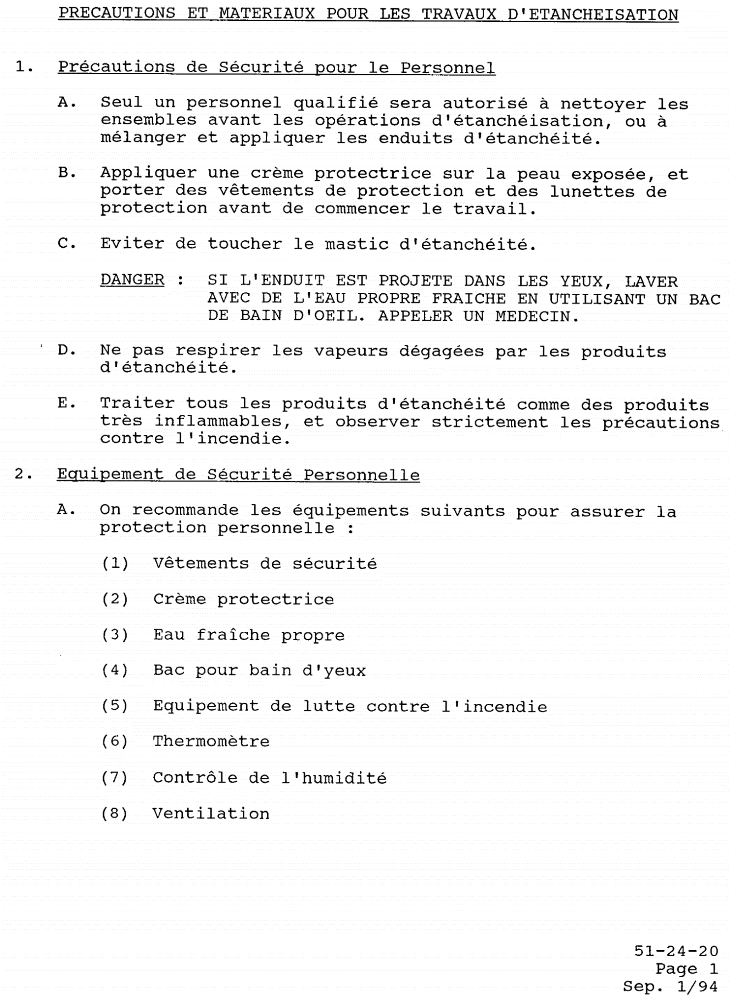 PRECAUTIONS ET MATERIAUX POUR LES TRAVAUX D'ETANCHEISATION
1. Précautions de Sécurité pour le Personnel
A. Seul un personnel qualifié sera autorisé à nettoyer les
ensembles avant les opérations d'étanchéisation, ou à
mélanger et appliquer les enduits d'étanchéité.
B. Appliquer une crème protectrice sur la peau exposée, et
porter des vêtements de protection et des lunettes de
protection avant de commencer le travail.
C. Eviter de toucher le mastic d'étanchéité.
DANGER : SI L'ENDUIT EST PROJETE DANS LES YEUX, LAVER
AVEC DE L'EAU PROPRE FRAICHE EN UTILISANT UN BAC
DE BAIN D'OEIL. APPELER UN MEDECIN.
D. Ne pas respirer les vapeurs dégagées par les produits
d'étanchéité.
E. Traiter tous les produits d'étanchéité comme des produits
très inflammables, et observer strictement les précautions
contre l'incendie.
2. Equipement de Sécurité Personnelle
A. On recommande les équipements suivants pour assurer la
protection personnelle :
(1) Vêtements de sécurité
(2) Crème protectrice
(3) Eau fraîche propre
(4) Bac pour bain d'yeux
(5) Equipement de lutte contre l'incendie
(6) Thermomètre
(7) Contrôle de l'humidité
(8) Ventilation
51-24-20
Page 1
Sep. 1/94